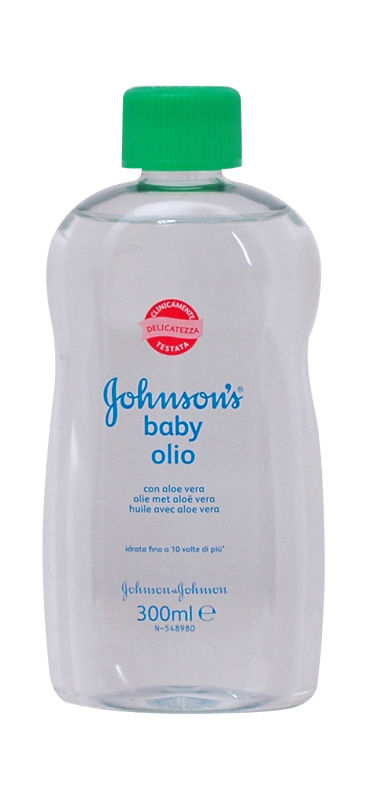 CLINICAMENTE
DELICATEZZA
TESTATA
Johnson's®
baby
olio
con aloe vera
olie met aloë vera
huile avec aloe vera
idrata fino a 10 volte di più*
Johnson & Johnson
300ml ℮
N-548980